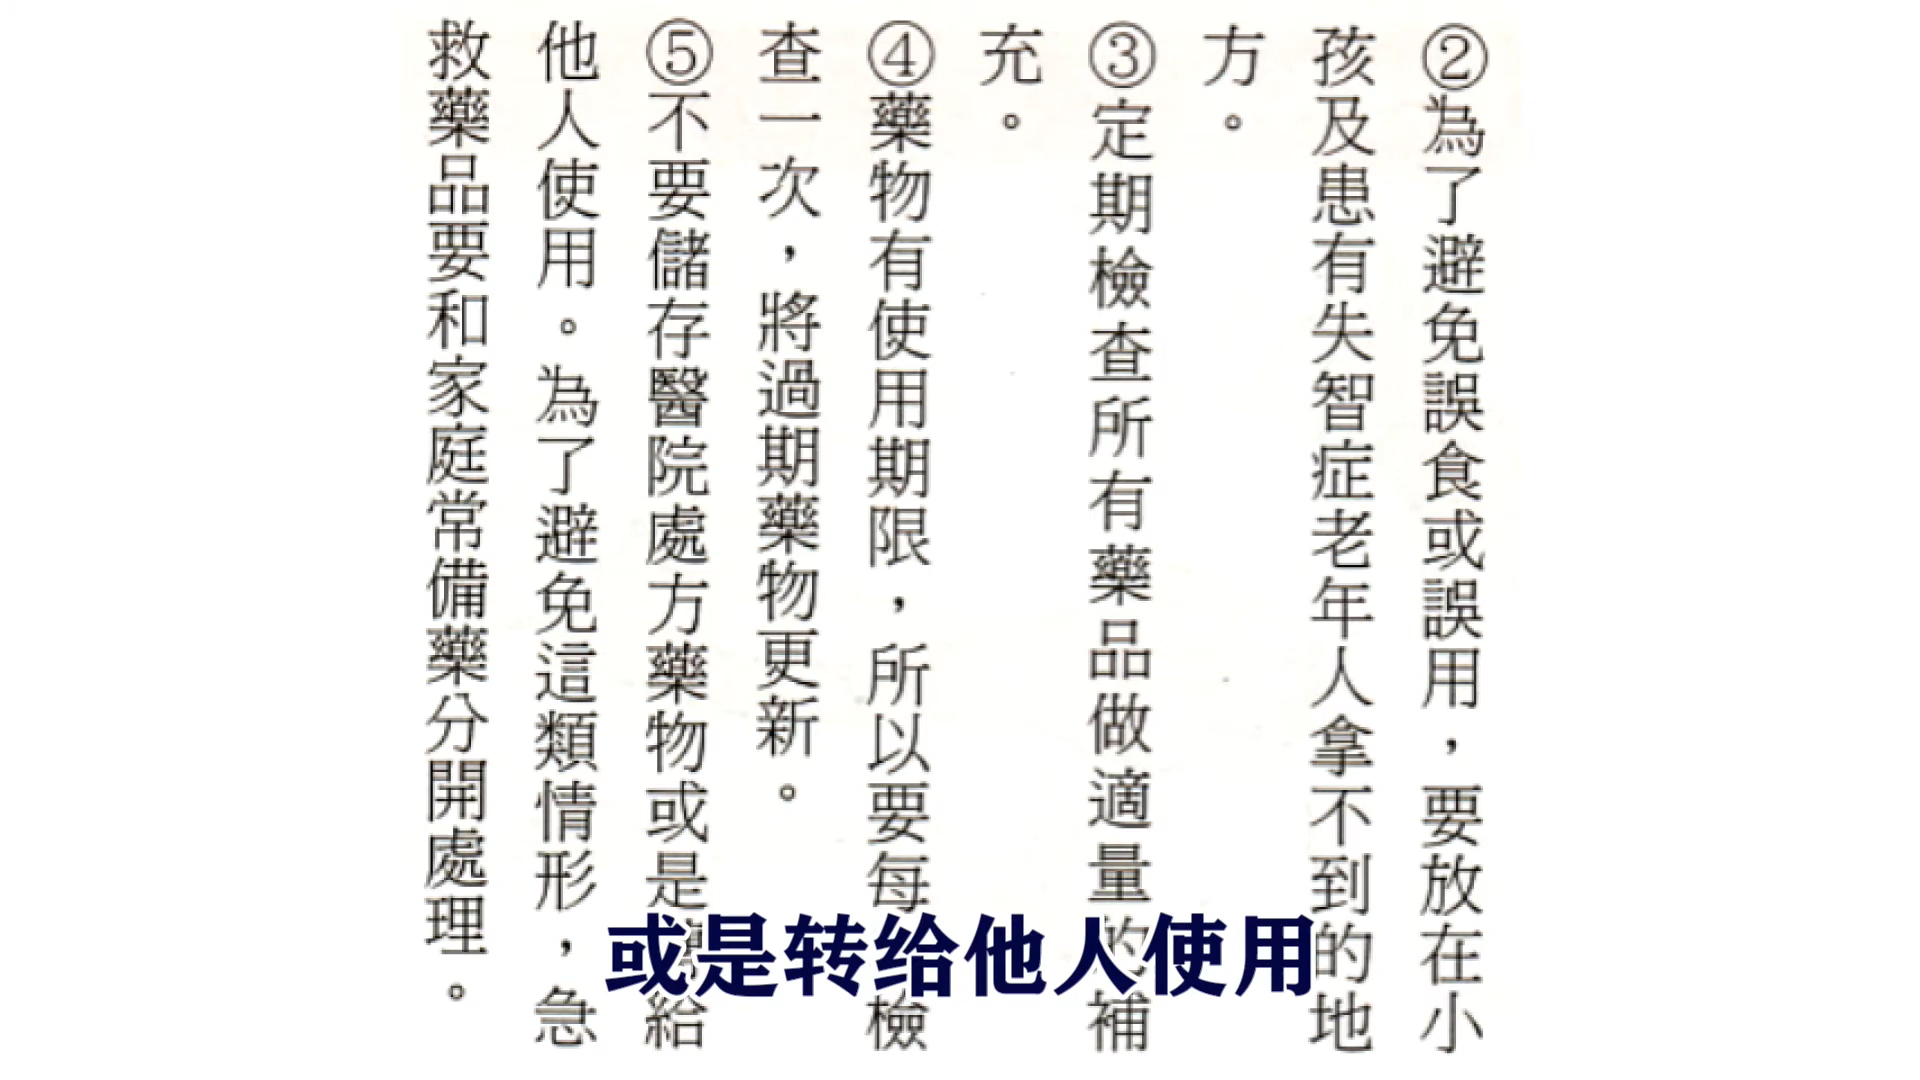 ②為了避免誤食或誤用，要放在小
孩及患有失智症老年人拿不到的地
方。
③定期檢查所有藥品做適量的補
充。
④藥物有使用期限，所以要每檢
查一次，將過期藥物更新。
⑤不要儲存醫院處方藥物或是給
他人使用。為了避免這類情形，急
救藥品要和家庭常備藥分開處理。
或是转给他人使用